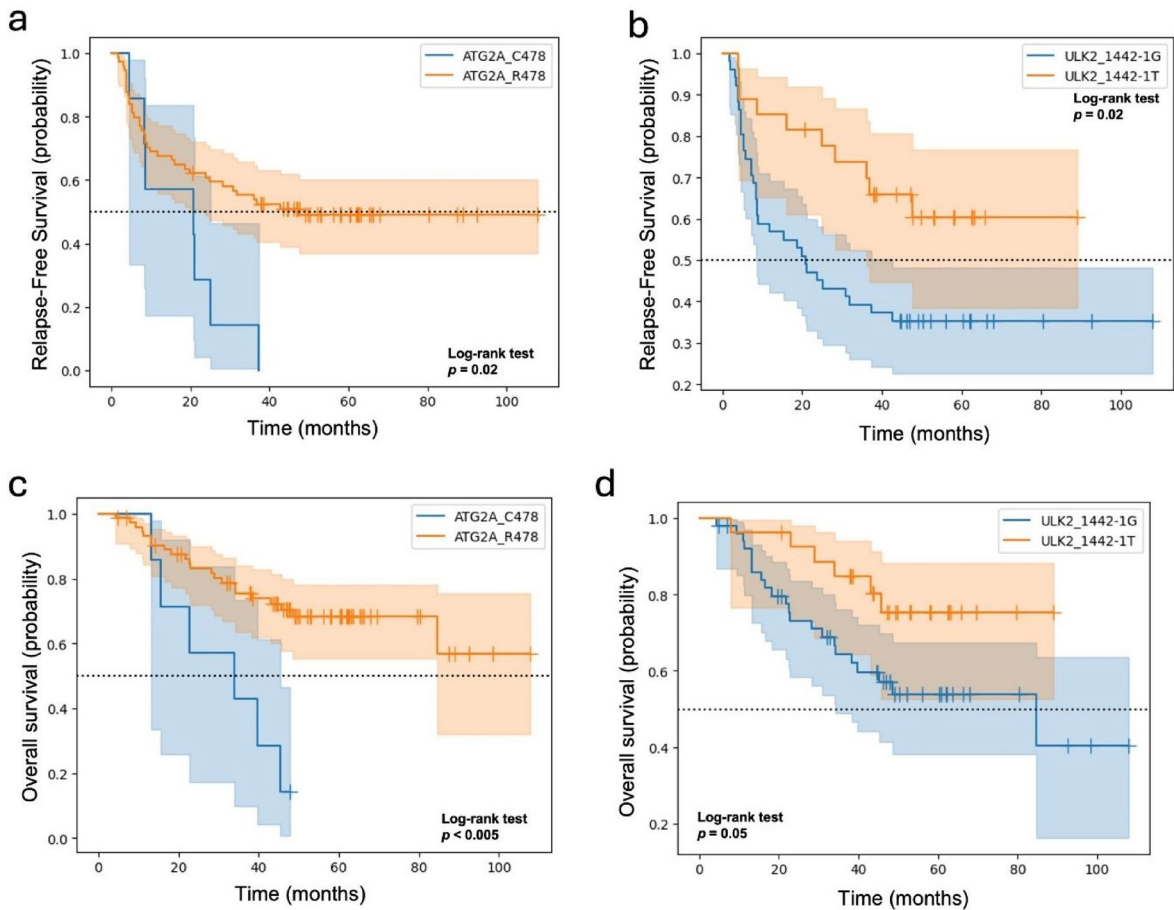 a
ATG2A_C478
ATG2A_R478
Relapse-Free Survival (probability)
1.0
0.8
0.6
0.4
0.2
0.0
Log-rank test
p = 0.02
0 20 40 60 80 100
Time (months)
b
ULK2_1442-1G
ULK2_1442-1T
Log-rank test
p = 0.02
Relapse-Free Survival (probability)
1.0
0.9
0.8
0.7
0.6
0.5
0.4
0.3
0.2
0 20 40 60 80 100
Time (months)
c
ATG2A_C478
ATG2A_R478
Overall survival (probability)
1.0
0.8
0.6
0.4
0.2
0.0
Log-rank test
p < 0.005
0 20 40 60 80 100
Time (months)
d
ULK2_1442-1G
ULK2_1442-1T
Overall survival (probability)
1.0
0.8
0.6
0.4
0.2
Log-rank test
p = 0.05
0 20 40 60 80 100
Time (months)